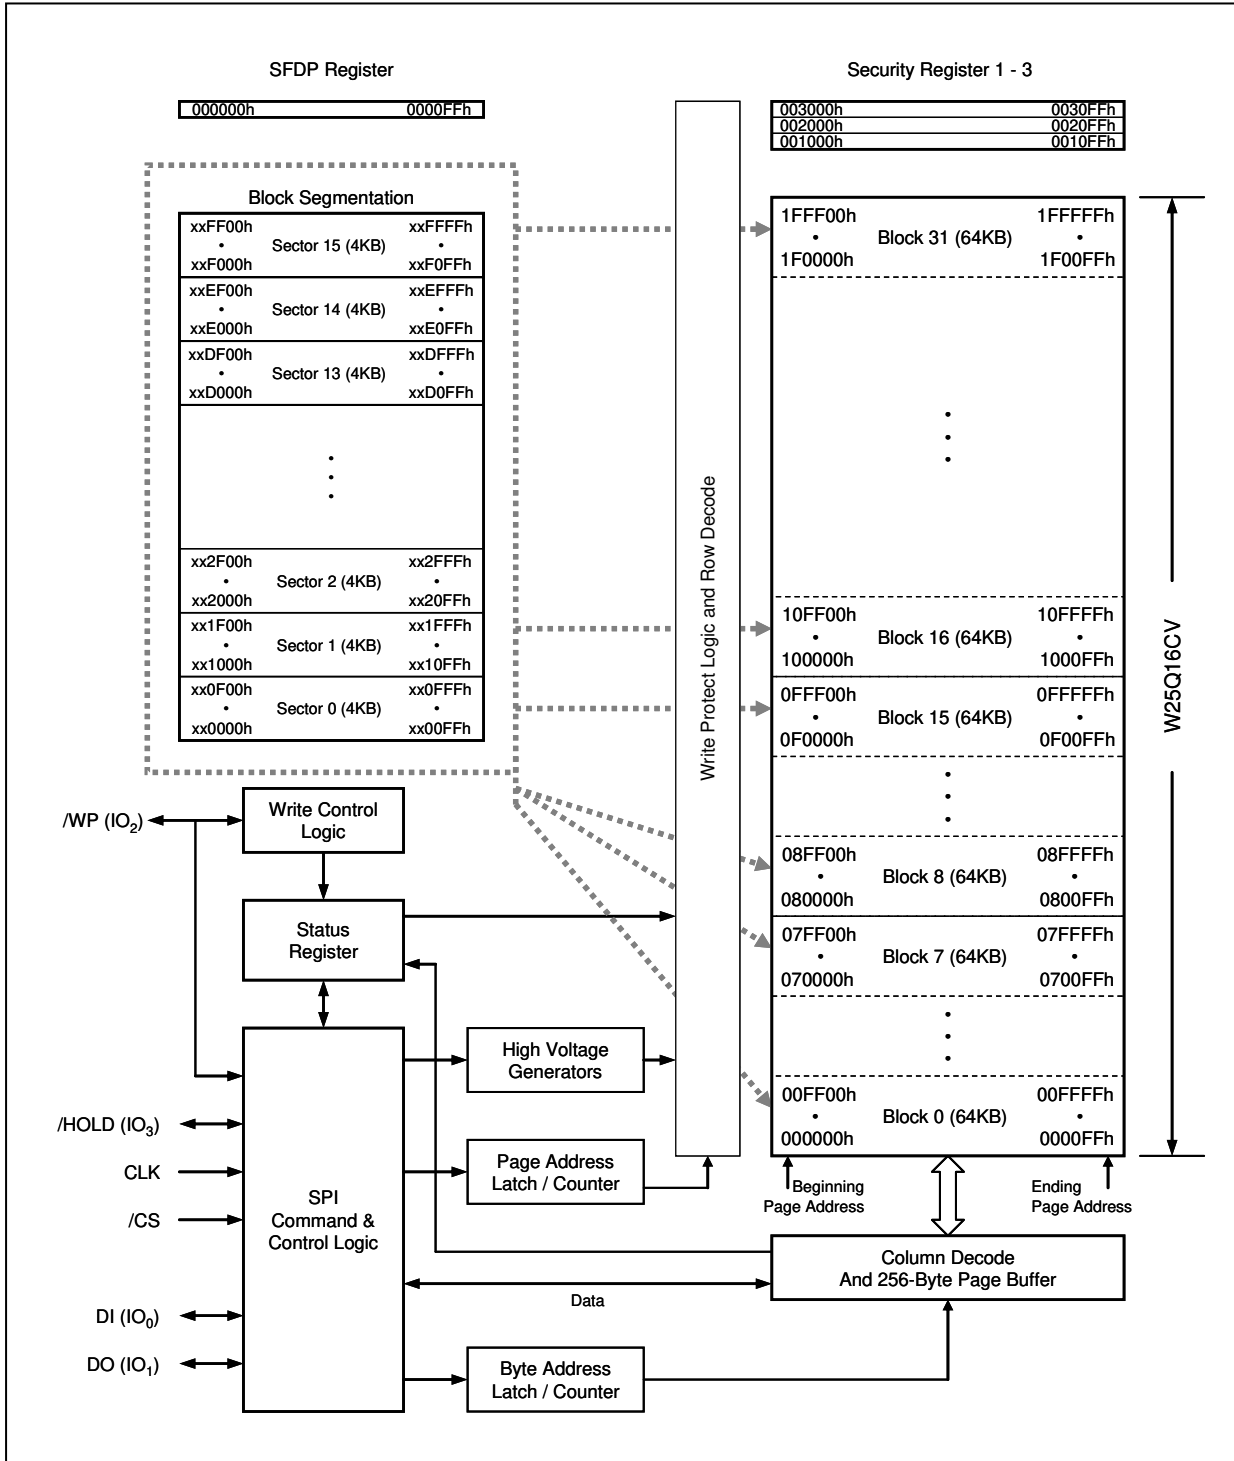 SFDP Register
000000h 0000FFh
Security Register 1 - 3
003000h 0030FFh
002000h 0020FFh
001000h 0010FFh
Block Segmentation
xxFF00h xxFFFFh
• Sector 15 (4KB) •
xxF000h xxF0FFh
xxEF00h xxEFFFh
• Sector 14 (4KB) •
xxE000h xxE0FFh
xxDF00h xxDFFFh
• Sector 13 (4KB) •
xxD000h xxD0FFh
xx2F00h xx2FFFh
• Sector 2 (4KB) •
xx2000h xx20FFh
xx1F00h xx1FFFh
• Sector 1 (4KB) •
xx1000h xx10FFh
xx0F00h xx0FFFh
• Sector 0 (4KB) •
xx0000h xx00FFh
Write Protect Logic and Row Decode
1FFF00h 1FFFFFh
• Block 31 (64KB) •
1F0000h 1F00FFh
10FF00h 10FFFFh
• Block 16 (64KB) •
100000h 1000FFh
0FFF00h 0FFFFFh
• Block 15 (64KB) •
0F0000h 0F00FFh
08FF00h 08FFFFh
• Block 8 (64KB) •
080000h 0800FFh
07FF00h 07FFFFh
• Block 7 (64KB) •
070000h 0700FFh
00FF00h 00FFFFh
• Block 0 (64KB) •
000000h 0000FFh
W25Q16CV
Beginning
Page Address
Ending
Page Address
/WP (IO2)
Write Control
Logic
Status
Register
High Voltage
Generators
/HOLD (IO3)
CLK
/CS
DI (IO0)
DO (IO1)
SPI
Command &
Control Logic
Page Address
Latch / Counter
Column Decode
And 256-Byte Page Buffer
Data
Byte Address
Latch / Counter